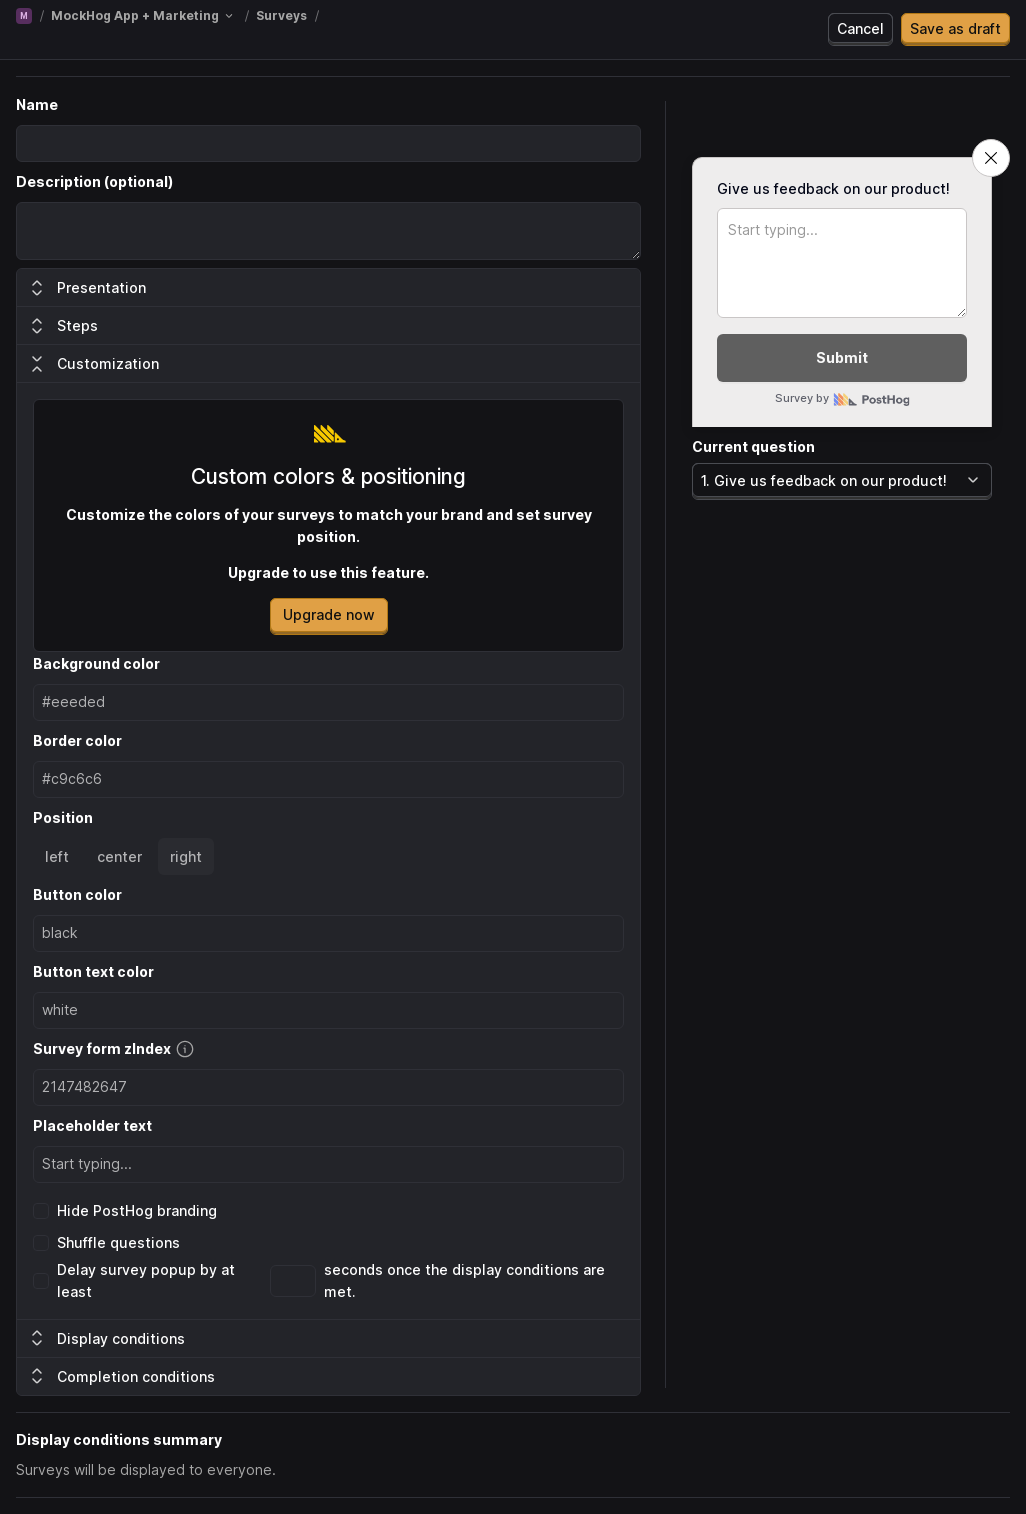 M / MockHog App + Marketing / Surveys /
Cancel
Save as draft
Name
Description (optional)
Presentation
Steps
Customization
Custom colors & positioning
Customize the colors of your surveys to match your brand and set survey
position.
Upgrade to use this feature.
Upgrade now
Background color
#eeeded
Border color
#c9c6c6
Position
left center right
Button color
black
Button text color
white
Survey form zIndex
2147482647
Placeholder text
Start typing...
Hide PostHog branding
Shuffle questions
Delay survey popup by at
least
seconds once the display conditions are
met.
Display conditions
Completion conditions
Give us feedback on our product!
Start typing...
Submit
Survey by PostHog
Current question
1. Give us feedback on our product!
Display conditions summary
Surveys will be displayed to everyone.